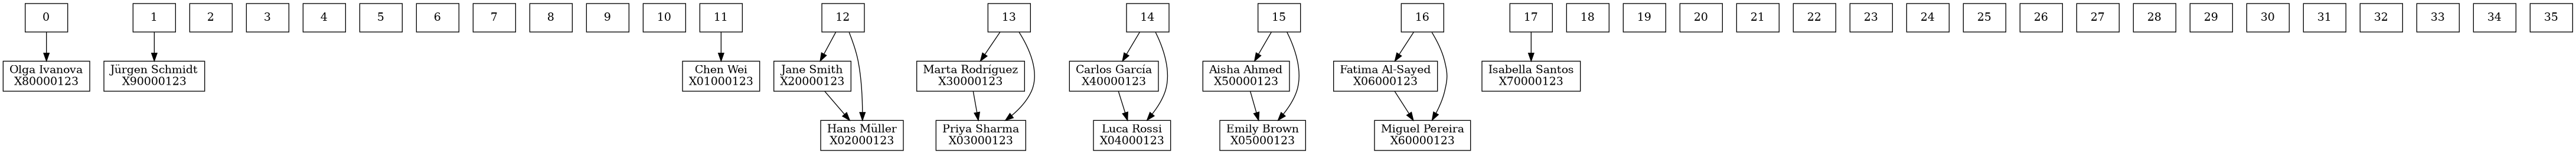 0
1
2
3
4
5
6
7
8
9
10
11
12
13
14
15
16
17
18
19
20
21
22
23
24
25
26
27
28
29
30
31
32
33
34
35
Olga Ivanova
X80000123
Jürgen Schmidt
X90000123
Chen Wei
X01000123
Jane Smith
X20000123
Marta Rodríguez
X30000123
Carlos García
X40000123
Aisha Ahmed
X50000123
Fatima Al-Sayed
X06000123
Isabella Santos
X70000123
Hans Müller
X02000123
Priya Sharma
X03000123
Luca Rossi
X04000123
Emily Brown
X05000123
Miguel Pereira
X60000123